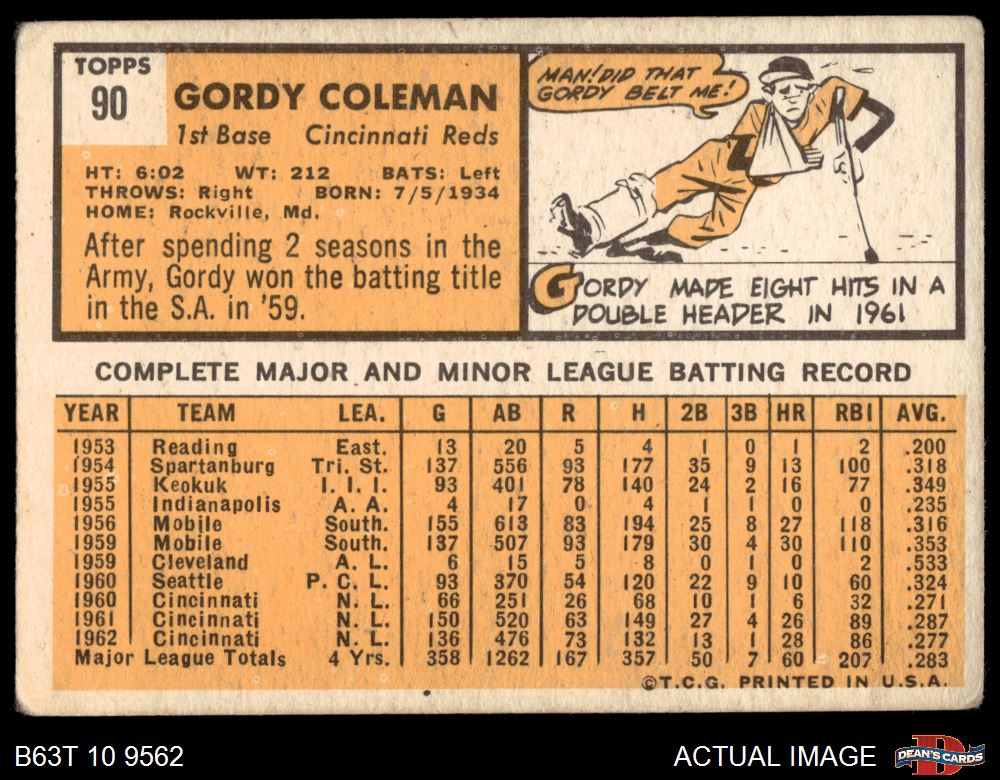 TOPPS
90
GORDY COLEMAN
1st Base Cincinnati Reds
HT: 6:02 WT: 212 BATS: Left
THROWS: Right BORN: 7/5/1934
HOME: Rockville, Md.
After spending 2 seasons in the
Army, Gordy won the batting title
in the S.A. in '59.
MAN! DID THAT
GORDY BELT ME!
GORDY MADE EIGHT HITS IN A
DOUBLE HEADER IN 1961
COMPLETE MAJOR AND MINOR LEAGUE BATTING RECORD
YEAR TEAM LEA. G AB R H 2B 3B HR RBI AVG.
1953 Reading East. 13 20 5 4 1 0 1 2 .200
1954 Spartanburg Tri. St. 137 556 93 177 35 9 13 100 .318
1955 Keokuk I. I. I. 93 401 78 140 24 2 16 77 .349
1955 Indianapolis A. A. 4 17 0 4 1 1 0 0 .235
1956 Mobile South. 155 613 83 194 25 8 27 118 .316
1959 Mobile South. 137 507 93 179 30 4 30 110 .353
1959 Cleveland A. L. 6 15 5 8 0 1 0 2 .533
1960 Seattle P. C. L. 93 370 54 120 22 9 10 60 .324
1960 Cincinnati N. L. 66 251 26 68 10 1 6 32 .271
1961 Cincinnati N. L. 150 520 63 149 27 4 26 89 .287
1962 Cincinnati N. L. 136 476 73 132 13 1 28 86 .277
Major League Totals 4 Yrs. 358 1262 167 357 50 7 60 207 .283
©T.C.G. PRINTED IN U.S.A.
B63T 10 9562
ACTUAL IMAGE
DEAN'S CARDS